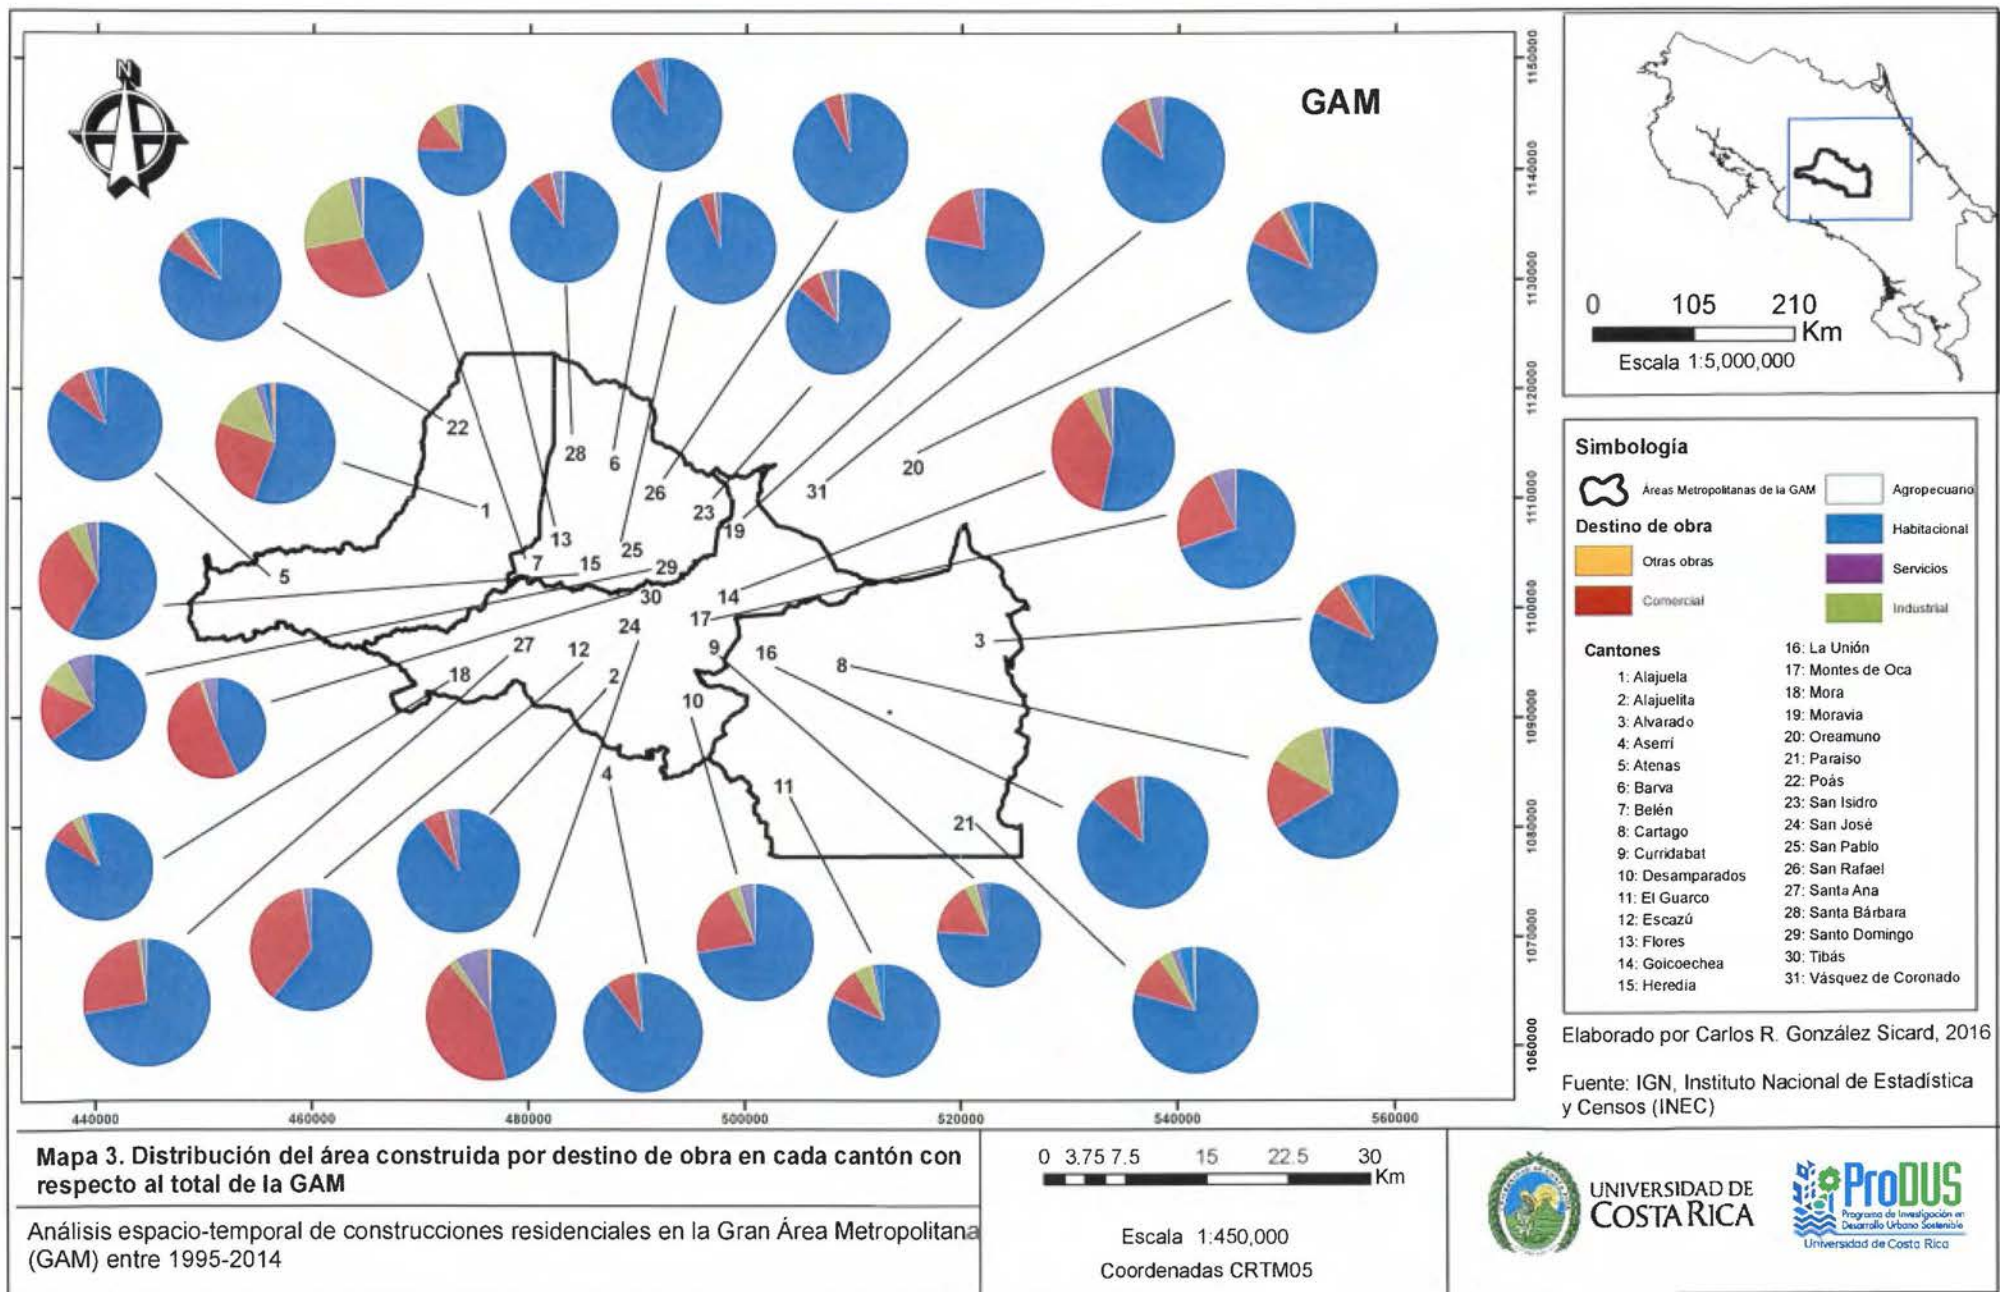 N
GAM
22
28
6
26
20
31
23
19
1
13
7
15
25
29
5
30
14
17
24
27
12
9
16
8
3
18
2
10
4
11
21
1150000
1140000
1130000
1120000
1110000
1100000
1090000
1080000
1070000
1060000
440000
460000
480000
500000
520000
540000
560000
0 105 210
Km
Escala 1:5,000,000
Simbología
Áreas Metropolitanas de la GAM
Destino de obra
Otras obras
Comercial
Agropecuario
Habitacional
Servicios
Industrial
Cantones
1: Alajuela
2: Alajuelita
3: Alvarado
4: Aserrí
5: Atenas
6: Barva
7: Belén
8: Cartago
9: Curridabat
10: Desamparados
11: El Guarco
12: Escazú
13: Flores
14: Goicoechea
15: Heredia
16: La Unión
17: Montes de Oca
18: Mora
19: Moravia
20: Oreamuno
21: Paraíso
22: Poás
23: San Isidro
24: San José
25: San Pablo
26: San Rafael
27: Santa Ana
28: Santa Bárbara
29: Santo Domingo
30: Tibás
31: Vásquez de Coronado
Elaborado por Carlos R. González Sicard, 2016
Fuente: IGN, Instituto Nacional de Estadística
y Censos (INEC)
Mapa 3. Distribución del área construida por destino de obra en cada cantón con
respecto al total de la GAM
Análisis espacio-temporal de construcciones residenciales en la Gran Área Metropolitana
(GAM) entre 1995-2014
0 3.75 7.5 15 22.5 30
Km
Escala 1:450,000
Coordenadas CRTM05
UNIVERSIDAD DE
COSTA RICA
ProDUS
Programa de Investigación en
Desarrollo Urbano Sostenible
Universidad de Costa Rica